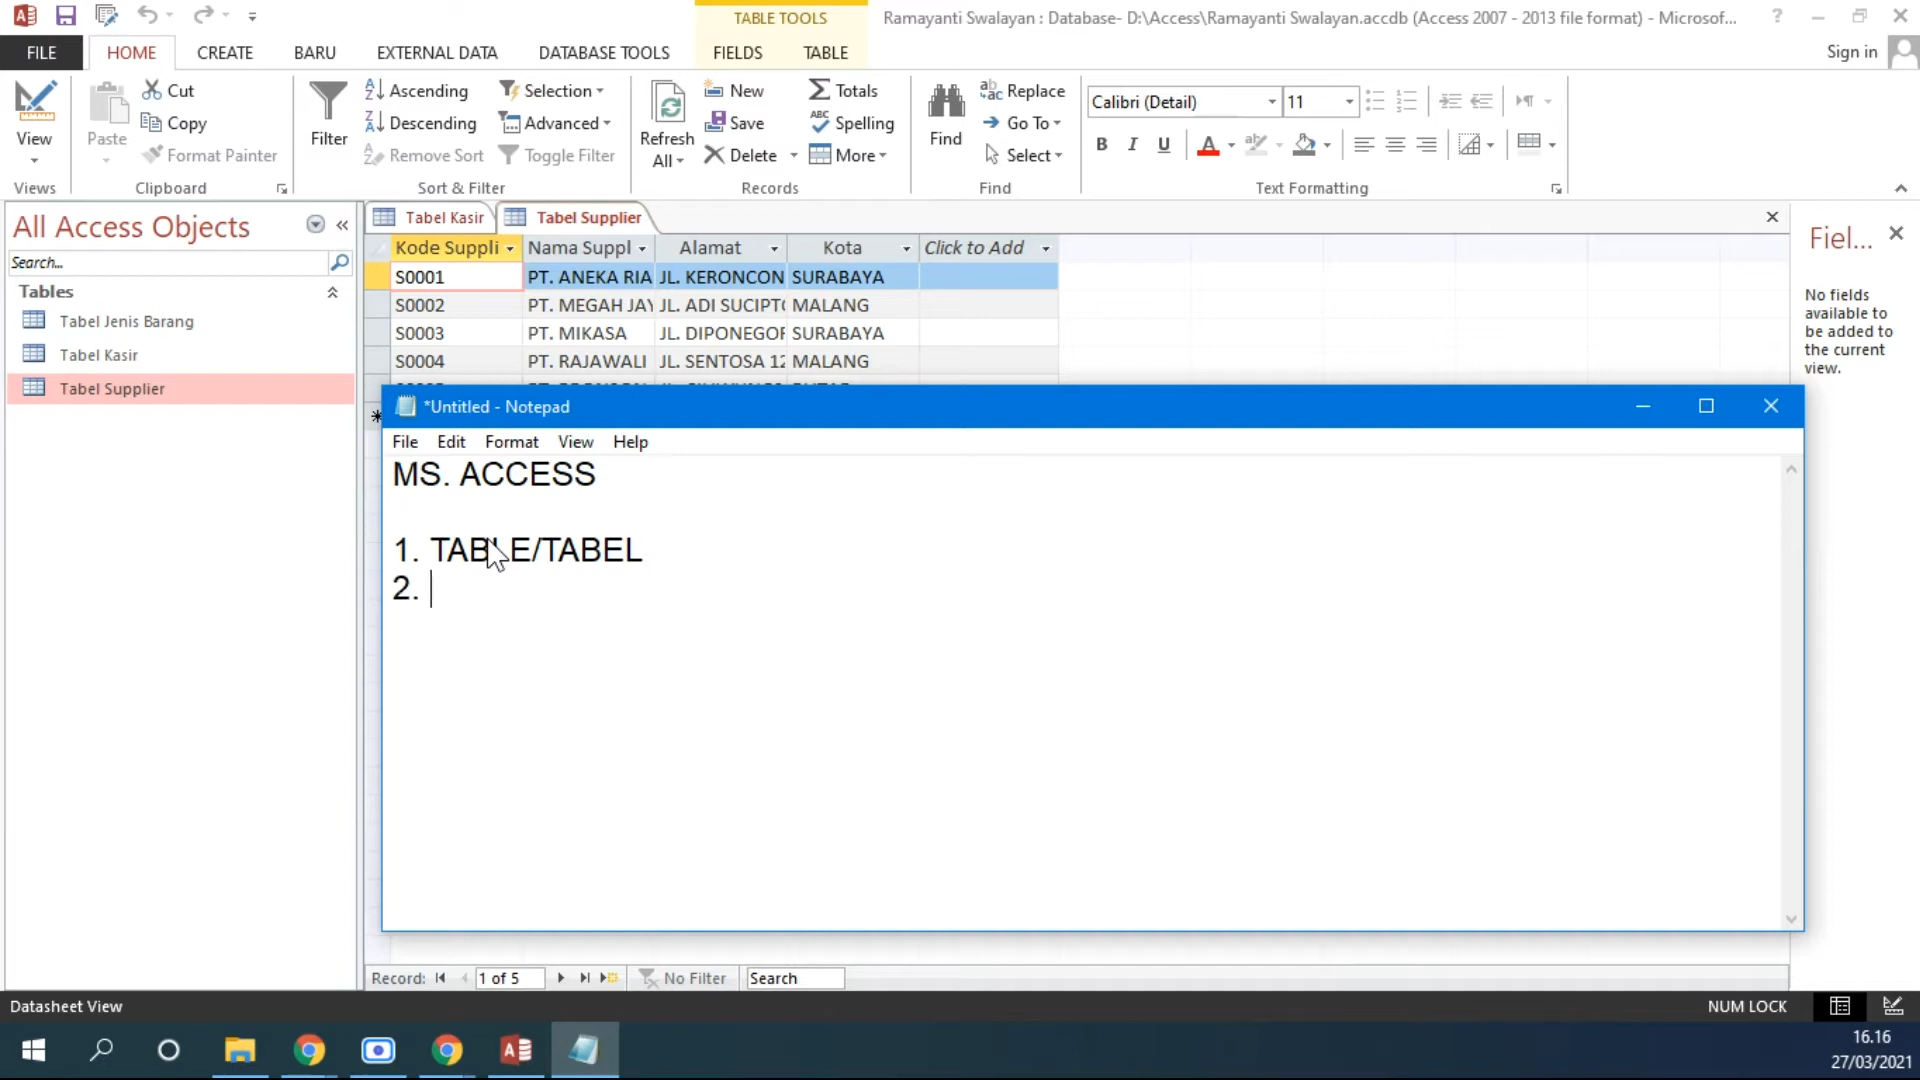 TABLE TOOLS
Ramayanti Swalayan : Database- D:\Access\Ramayanti Swalayan.accdb (Access 2007 - 2013 file format) - Microsof...
?
FILE HOME CREATE BARU EXTERNAL DATA DATABASE TOOLS FIELDS TABLE Sign in
View
Views
Paste
Cut
Copy
Format Painter
Clipboard
Filter
Ascending
Descending
Remove Sort
Selection
Advanced
Toggle Filter
Sort & Filter
Refresh
All
New
Save
Delete
Totals
Spelling
More
Records
Find
Replace
Go To
Select
Find
Calibri (Detail) 11
B I U
Text Formatting
All Access Objects
Search...
Tables
Tabel Jenis Barang
Tabel Kasir
Tabel Supplier
Tabel Kasir Tabel Supplier
Kode Suppli Nama Suppl Alamat Kota Click to Add
S0001 PT. ANEKA RIA JL. KERONCON SURABAYA
S0002 PT. MEGAH JAY JL. ADI SUCIPT MALANG
S0003 PT. MIKASA JL. DIPONEGOR SURABAYA
S0004 PT. RAJAWALI JL. SENTOSA 12 MALANG
Fiel...
No fields
available to
be added to
the current
view.
*Untitled - Notepad
File Edit Format View Help
MS. ACCESS
1. TABLE/TABEL
2.
Record: 1 of 5 No Filter Search
Datasheet View
NUM LOCK
16.16
27/03/2021